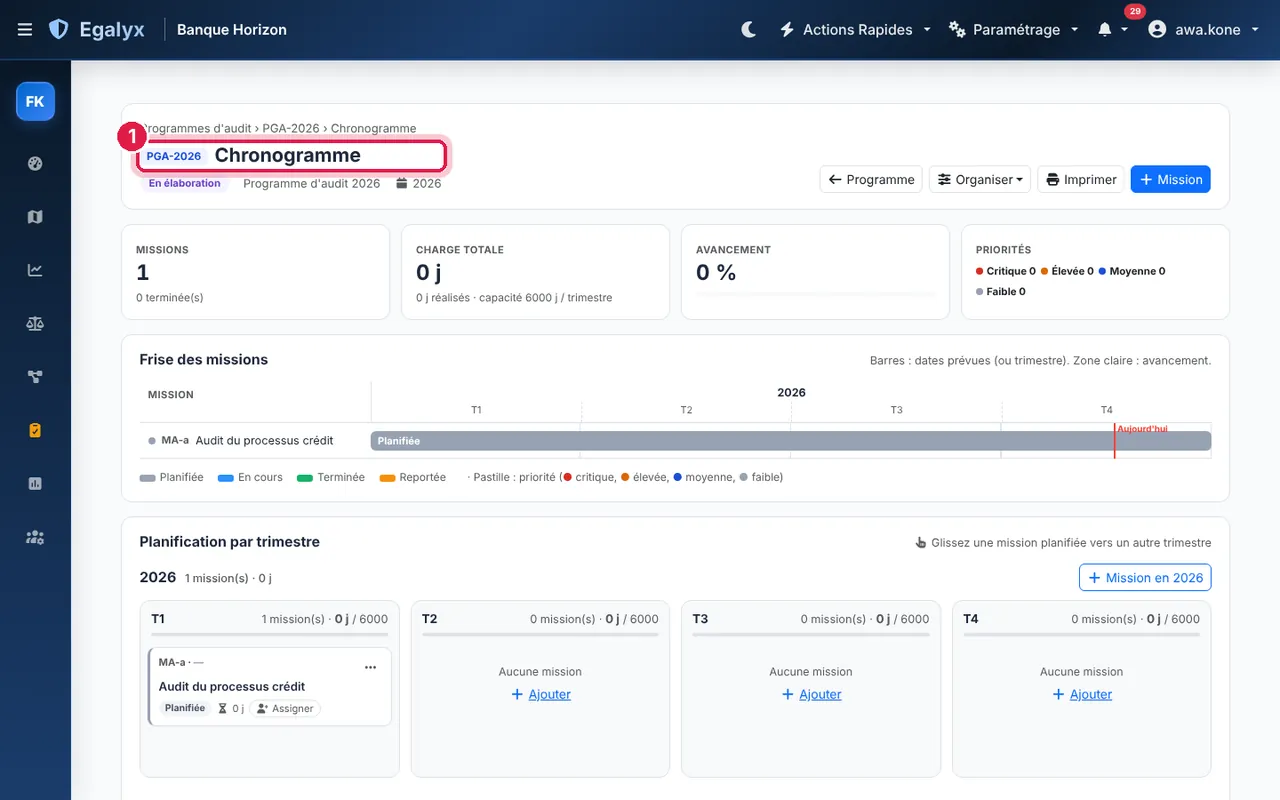 Egalyx
Banque Horizon
Actions Rapides
Paramétrage
29
awa.kone
FK
Programmes d'audit › PGA-2026 › Chronogramme
1
PGA-2026 Chronogramme
En élaboration Programme d'audit 2026 2026
Programme
Organiser
Imprimer
Mission
MISSIONS
1
0 terminée(s)
CHARGE TOTALE
0 j
0 j réalisés · capacité 6000 j / trimestre
AVANCEMENT
0 %
PRIORITÉS
Critique 0 Élevée 0 Moyenne 0
Faible 0
Frise des missions
Barres : dates prévues (ou trimestre). Zone claire : avancement.
MISSION
2026
T1 T2 T3 T4
Aujourd'hui
MA-a Audit du processus crédit
Planifiée
Planifiée En cours Terminée Reportée · Pastille : priorité ( critique, élevée, moyenne, faible)
Planification par trimestre
Glissez une mission planifiée vers un autre trimestre
2026 1 mission(s) · 0 j
+ Mission en 2026
T1 1 mission(s) · 0 j / 6000
MA-a · —
...
Audit du processus crédit
Planifiée 0 j Assigner
T2 0 mission(s) · 0 j / 6000
Aucune mission
+ Ajouter
T3 0 mission(s) · 0 j / 6000
Aucune mission
+ Ajouter
T4 0 mission(s) · 0 j / 6000
Aucune mission
+ Ajouter